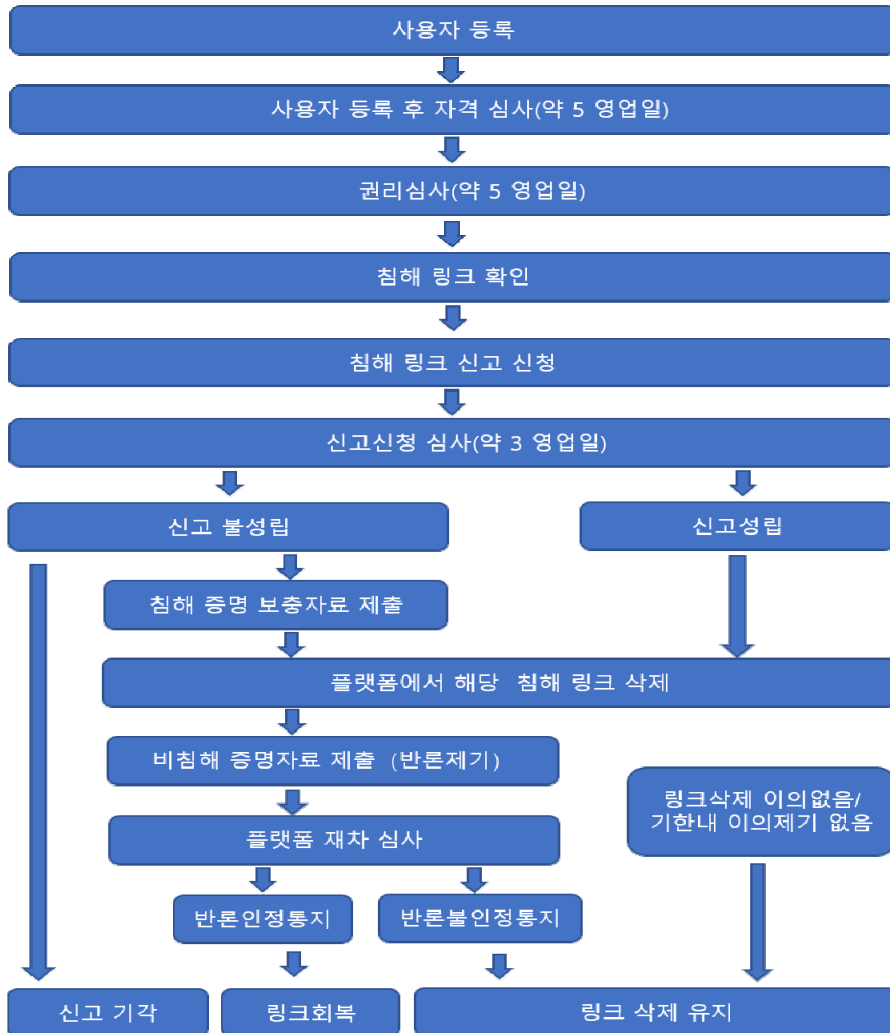 사용자 등록
사용자 등록 후 자격 심사(약 5 영업일)
권리심사(약 5 영업일)
침해 링크 확인
침해 링크 신고 신청
신고신청 심사(약 3 영업일)
신고 불성립
신고성립
침해 증명 보충자료 제출
플랫폼에서 해당 침해 링크 삭제
비침해 증명자료 제출 (반론제기)
링크삭제 이의없음/
기한내 이의제기 없음
플랫폼 재차 심사
반론인정통지
반론불인정통지
신고 기각
링크회복
링크 삭제 유지